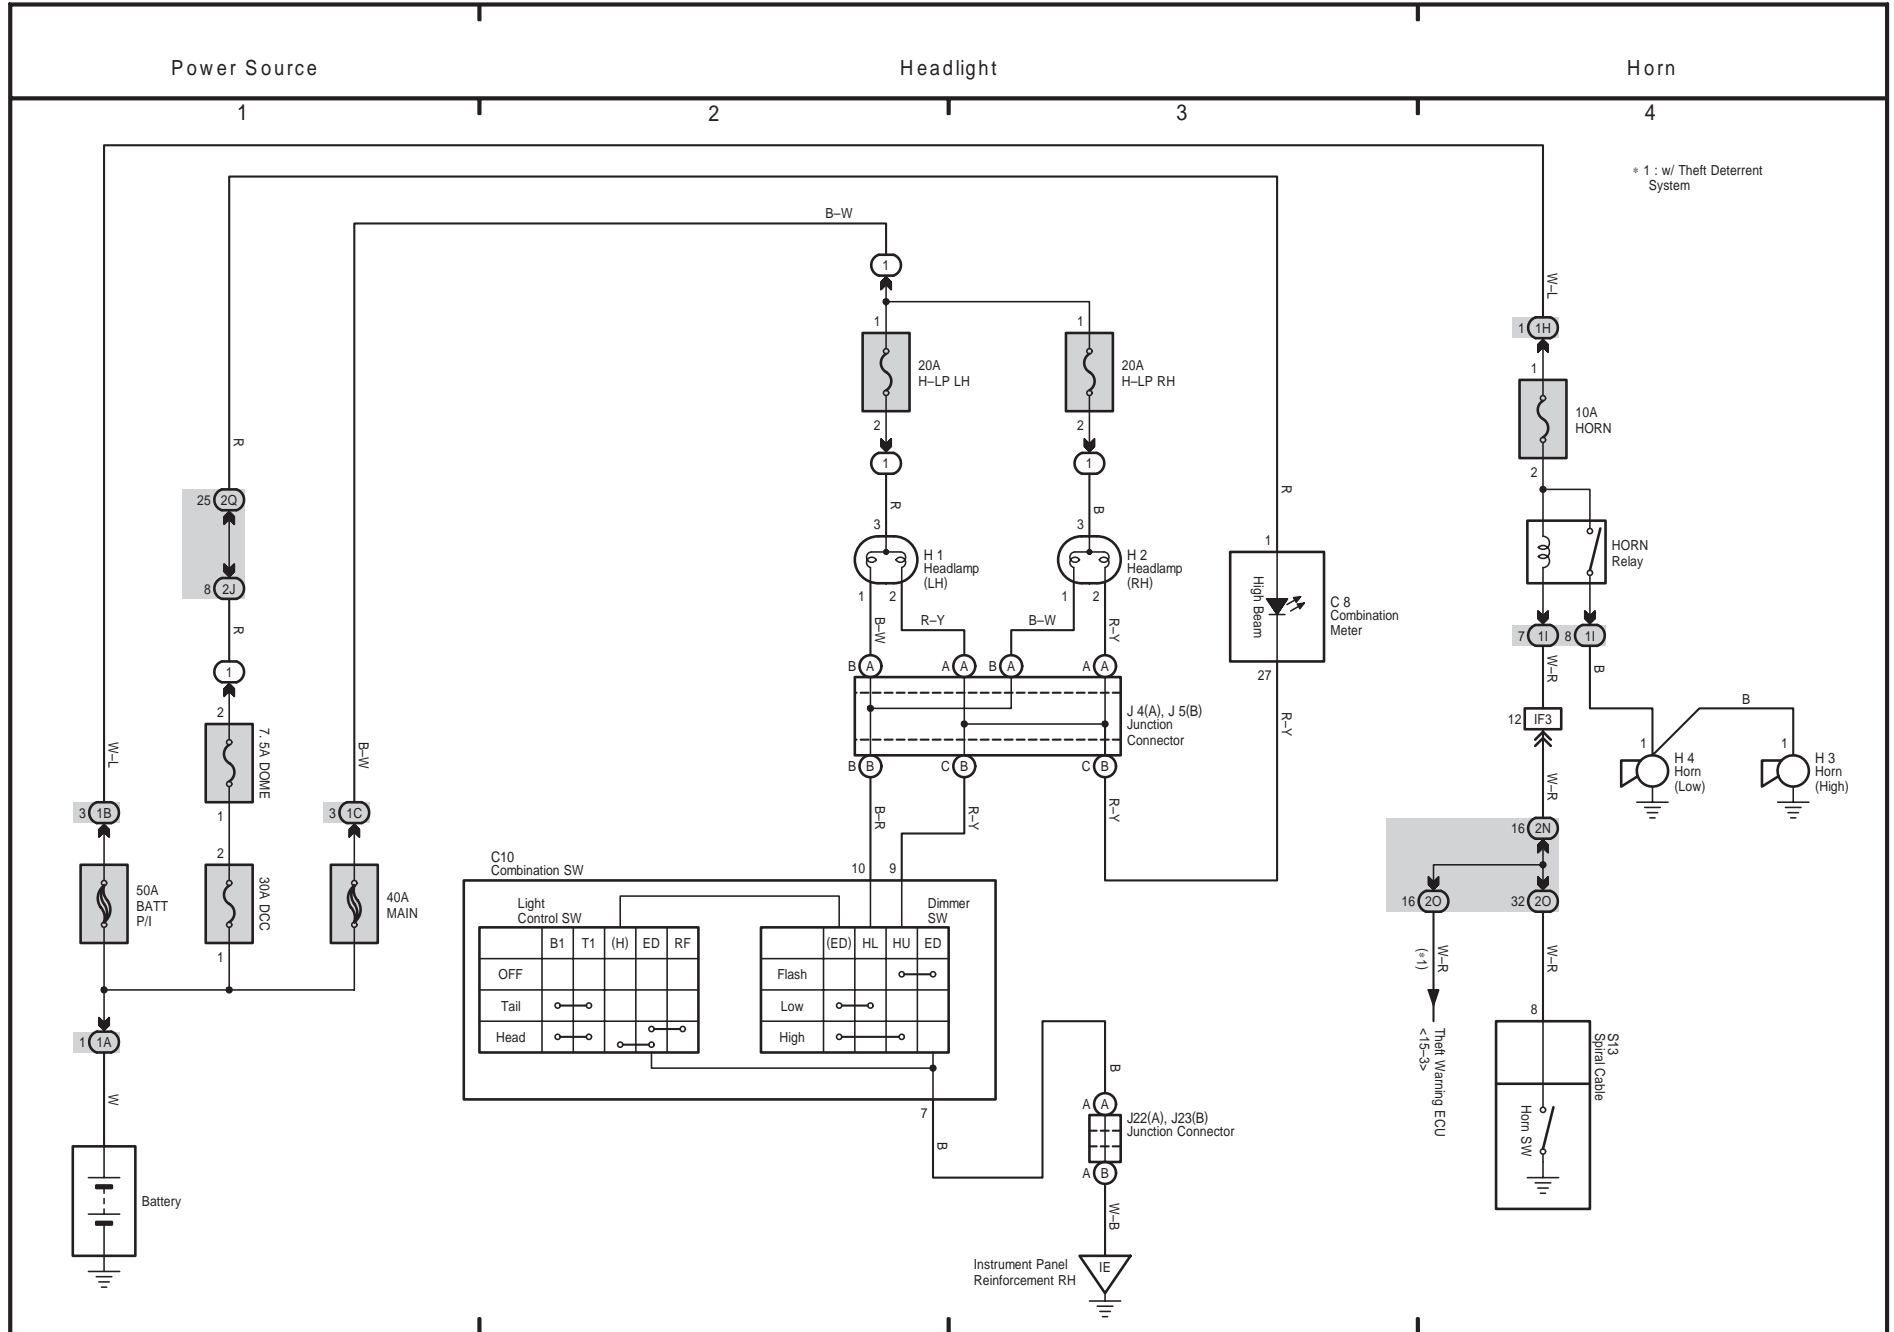 Power Source
Headlight
Horn
1
2
3
4
* 1 : w/ Theft Deterrent
System
B–W
1
W–L
1 1H
1
10A
HORN
2
1
20A
H–LP LH
2
1
R
3
H 1
Headlamp
(LH)
1 2
1
20A
H–LP RH
2
1
B
3
H 2
Headlamp
(RH)
1 2
R
25 2Q
8 2J
R
1
2
7. 5A DOME
1
2
30A DCC
1
W–L
3 1B
50A
BATT
P/I
B–W
3 1C
40A
MAIN
1 1A
W
Battery
B–W
R–Y
B–W
R–Y
B A
A A
B A
A A
J 4(A), J 5(B)
Junction
Connector
B B
C B
C B
B–R
R–Y
R–Y
R
1
High Beam
C 8
Combination
Meter
27
R–Y
HORN
Relay
7 1I
8 1I
W–R
B
12 IF3
W–R
B
1
H 4
Horn
(Low)
1
H 3
Horn
(High)
16 2N
16 2O
32 2O
W–R
(*1)
Theft Warning ECU
<15–3>
W–R
8
S13
Spiral Cable
Horn SW
C10
Combination SW
10 9
Light
Control SW
B1 T1 (H) ED RF
OFF
Tail
Head
Dimmer
SW
(ED) HL HU ED
Flash
Low
High
7
B
B
A A
J22(A), J23(B)
Junction Connector
A B
W–B
Instrument Panel
Reinforcement RH
IE